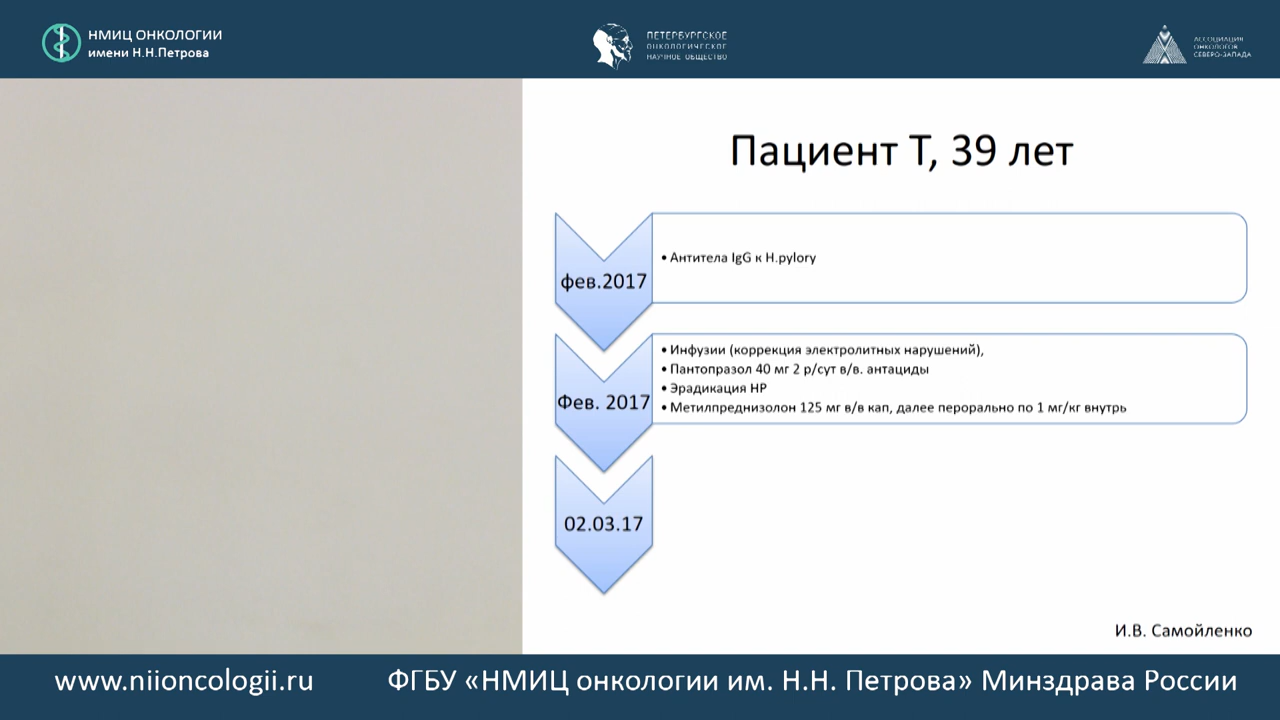 НМИЦ ОНКОЛОГИИ
имени Н.Н.Петрова
ПЕТЕРБУРГСКОЕ
ОНКОЛОГИЧЕСКОЕ
НАУЧНОЕ ОБЩЕСТВО
АССОЦИАЦИЯ
ОНКОЛОГОВ
СЕВЕРО-ЗАПАДА
Пациент Т, 39 лет
фев.2017
• Антитела IgG к H.pylory
Фев. 2017
• Инфузии (коррекция электролитных нарушений),
• Пантопразол 40 мг 2 р/сут в/в. антациды
• Эрадикация HP
• Метилпреднизолон 125 мг в/в кап, далее перорально по 1 мг/кг внутрь
02.03.17
И.В. Самойленко
www.niioncologii.ru
ФГБУ «НМИЦ онкологии им. Н.Н. Петрова» Минздрава России